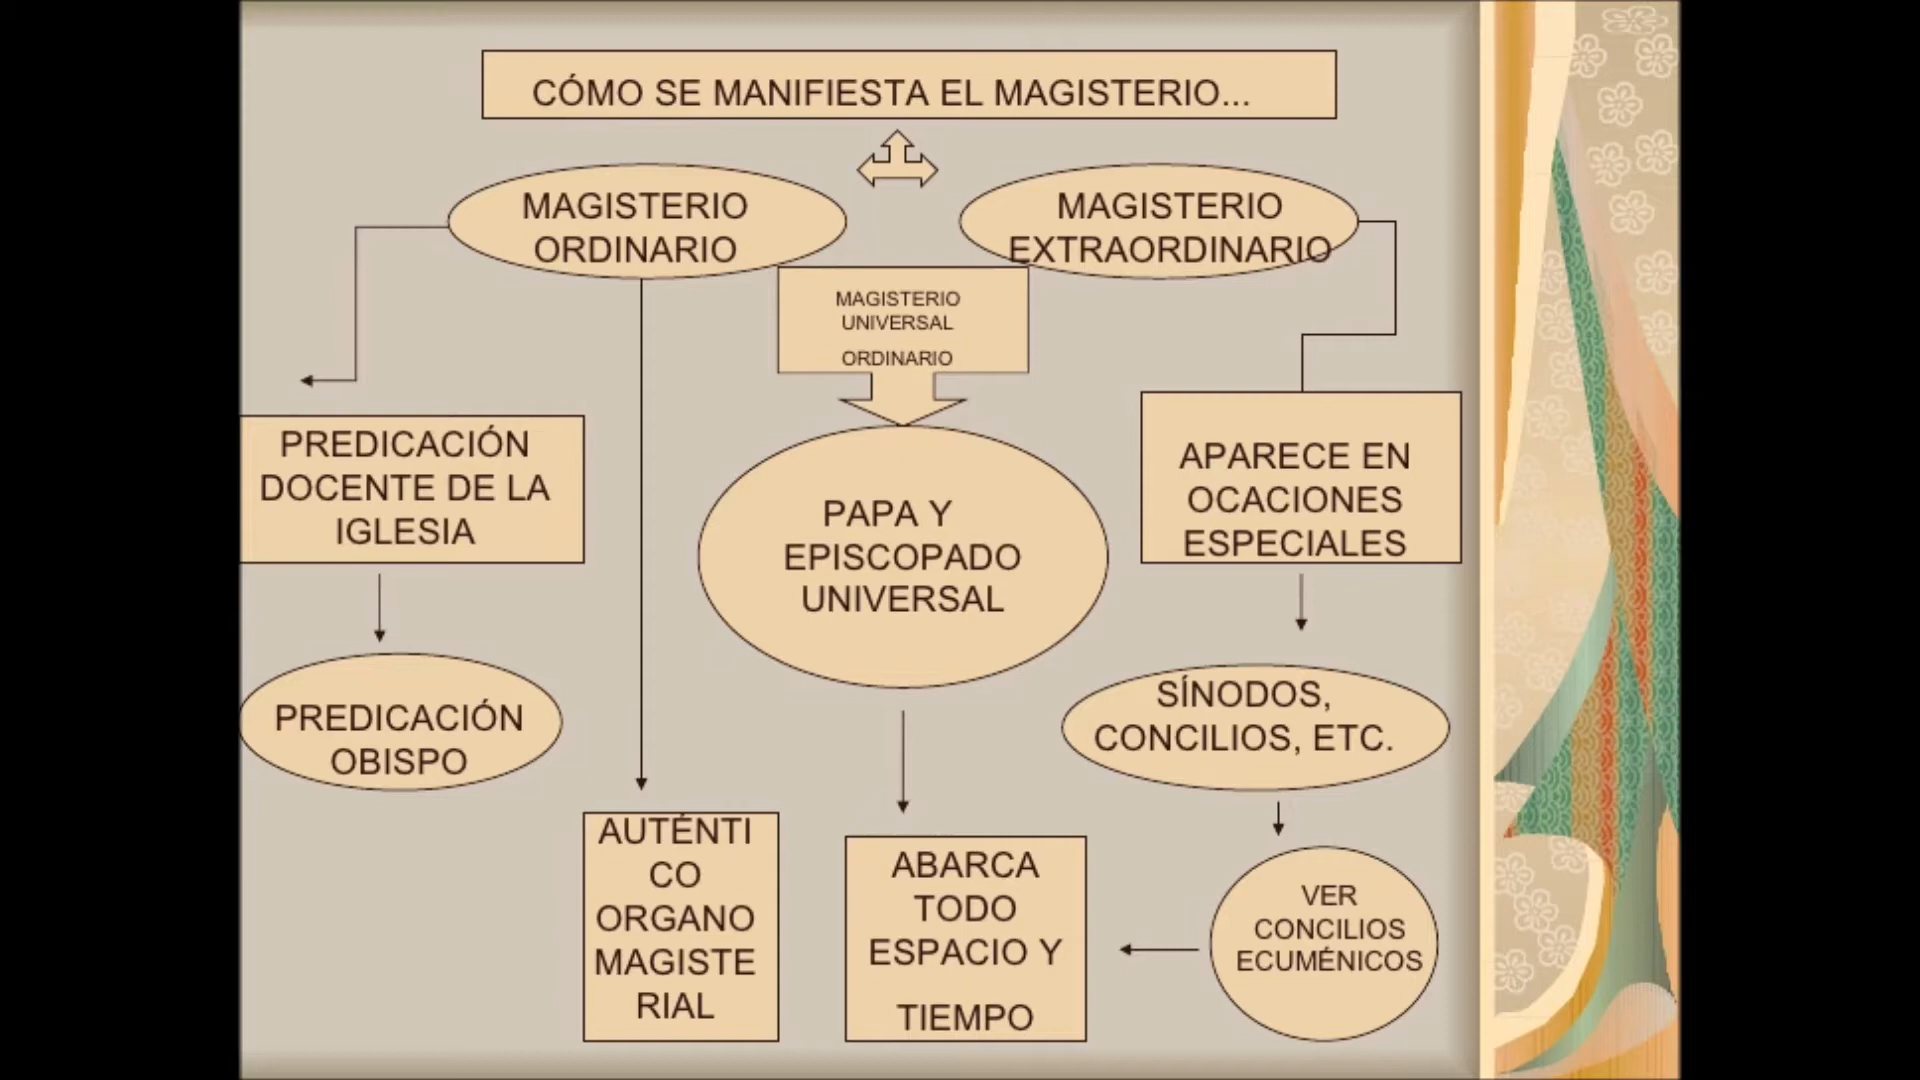 CÓMO SE MANIFIESTA EL MAGISTERIO...
MAGISTERIO
ORDINARIO
MAGISTERIO
EXTRAORDINARIO
MAGISTERIO
UNIVERSAL
ORDINARIO
PREDICACIÓN
DOCENTE DE LA
IGLESIA
PAPA Y
EPISCOPADO
UNIVERSAL
APARECE EN
OCACIONES
ESPECIALES
PREDICACIÓN
OBISPO
SÍNODOS,
CONCILIOS, ETC.
AUTÉNTI
CO
ORGANO
MAGISTE
RIAL
ABARCA
TODO
ESPACIO Y
TIEMPO
VER
CONCILIOS
ECUMÉNICOS